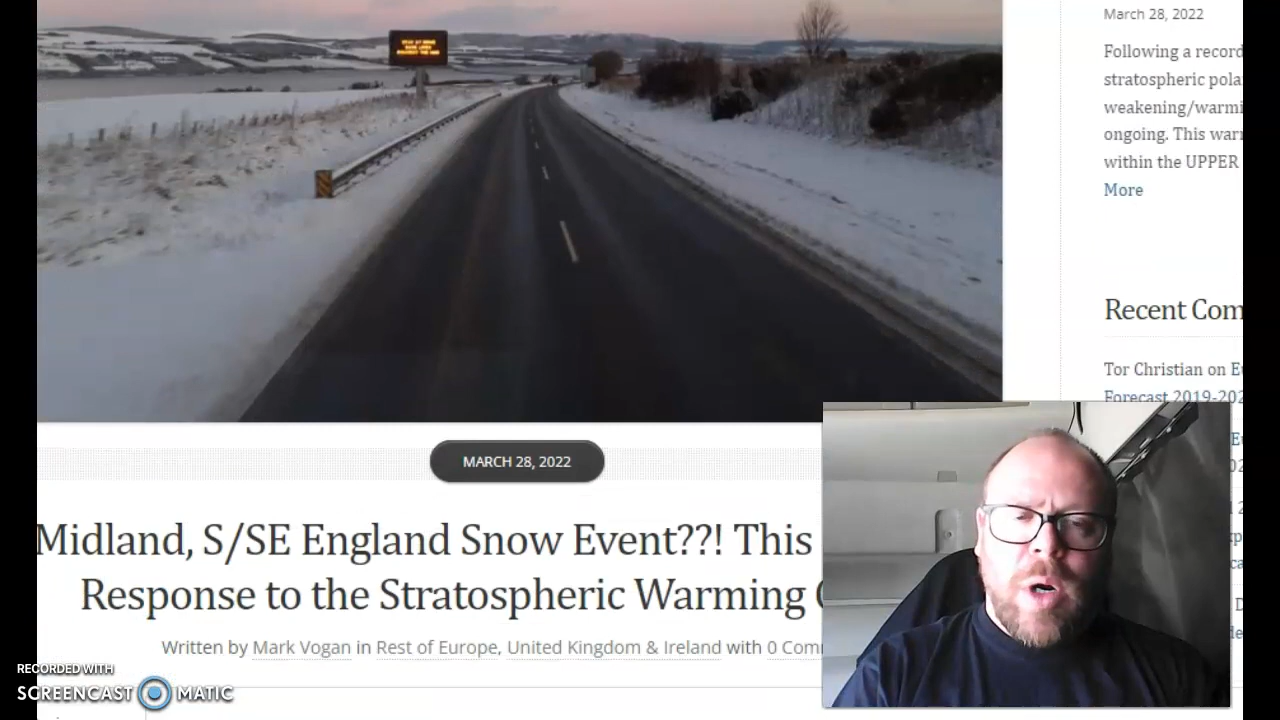 March 28, 2022
Following a record
stratospheric pola
weakening/warmi
ongoing. This war
within the UPPER
More
Recent Com
Tor Christian on E
Forecast 2019-202
MARCH 28, 2022
Midland, S/SE England Snow Event??! This
Response to the Stratospheric Warming
Written by Mark Vogan in Rest of Europe, United Kingdom & Ireland with 0 Com
RECORDED WITH
SCREENCAST MATIC